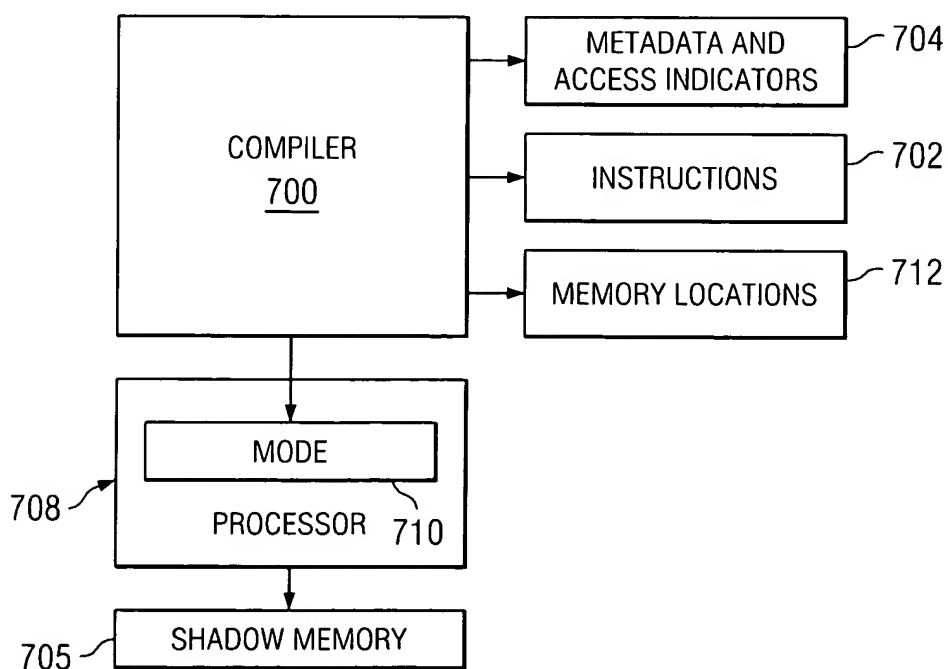 COMPILER
700
METADATA AND
ACCESS INDICATORS
704
INSTRUCTIONS
702
MEMORY LOCATIONS
712
MODE
710
PROCESSOR
708
SHADOW MEMORY
705